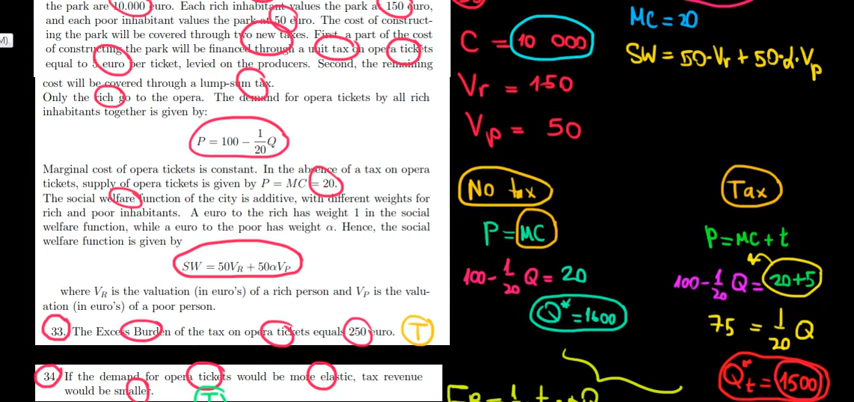 the park are 10.000 euro. Each rich inhabitant values the park at 150 euro,
and each poor inhabitant values the park at 50 euro. The cost of construct-
ing the park will be covered through two new taxes. First, a part of the cost
of constructing the park will be financed through a unit tax on opera tickets
equal to 5 euro per ticket, levied on the producers. Second, the remaining
cost will be covered through a lump-sum tax.
Only the rich go to the opera. The demand for opera tickets by all rich
inhabitants together is given by:
P = 100 − 1/20 Q
Marginal cost of opera tickets is constant. In the absence of a tax on opera
tickets, supply of opera tickets is given by P = MC = 20.
The social welfare function of the city is additive, with different weights for
rich and poor inhabitants. A euro to the rich has weight 1 in the social
welfare function, while a euro to the poor has weight α. Hence, the social
welfare function is given by
SW = 50V_R + 50αV_P
where V_R is the valuation (in euro's) of a rich person and V_P is the valu-
ation (in euro's) of a poor person.
33. The Excess Burden of the tax on opera tickets equals 250 euro. T
34. If the demand for opera tickets would be more elastic, tax revenue
would be smaller. T
M)
C = 10 000
Vr = 150
Vp = 50
MC = 20
SW = 50·Vr + 50·α·Vp
No tax
P = MC
100 - 1/20 Q = 20
Q* = 1600
Tax
P = MC + t
100 - 1/20 Q = 20+5
75 = 1/20 Q
Q*t = 1500